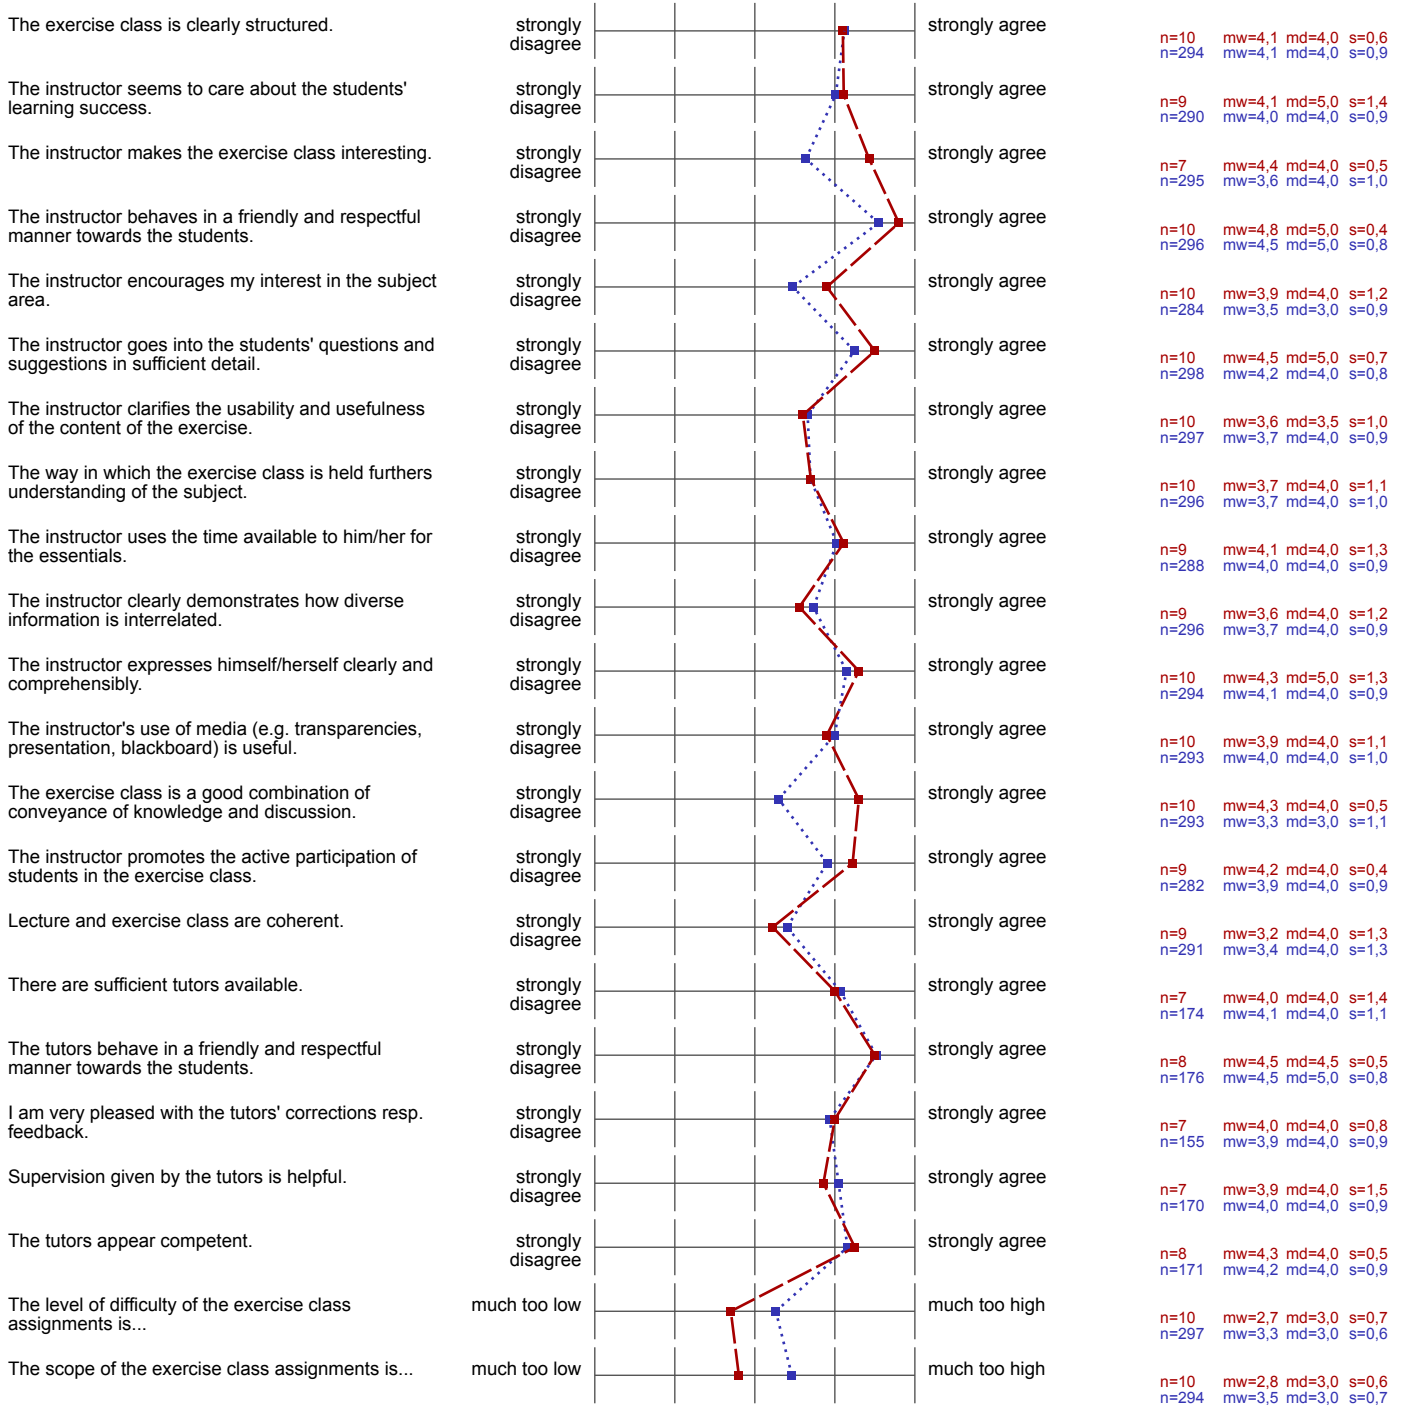 The exercise class is clearly structured.
strongly
disagree
strongly agree
n=10 mw=4,1 md=4,0 s=0,6
n=294 mw=4,1 md=4,0 s=0,9
The instructor seems to care about the students'
learning success.
strongly
disagree
strongly agree
n=9 mw=4,1 md=5,0 s=1,4
n=290 mw=4,0 md=4,0 s=0,9
The instructor makes the exercise class interesting.
strongly
disagree
strongly agree
n=7 mw=4,4 md=4,0 s=0,5
n=295 mw=3,6 md=4,0 s=1,0
The instructor behaves in a friendly and respectful
manner towards the students.
strongly
disagree
strongly agree
n=10 mw=4,8 md=5,0 s=0,4
n=296 mw=4,5 md=5,0 s=0,8
The instructor encourages my interest in the subject
area.
strongly
disagree
strongly agree
n=10 mw=3,9 md=4,0 s=1,2
n=284 mw=3,5 md=3,0 s=0,9
The instructor goes into the students' questions and
suggestions in sufficient detail.
strongly
disagree
strongly agree
n=10 mw=4,5 md=5,0 s=0,7
n=298 mw=4,2 md=4,0 s=0,8
The instructor clarifies the usability and usefulness
of the content of the exercise.
strongly
disagree
strongly agree
n=10 mw=3,6 md=3,5 s=1,0
n=297 mw=3,7 md=4,0 s=0,9
The way in which the exercise class is held furthers
understanding of the subject.
strongly
disagree
strongly agree
n=10 mw=3,7 md=4,0 s=1,1
n=296 mw=3,7 md=4,0 s=1,0
The instructor uses the time available to him/her for
the essentials.
strongly
disagree
strongly agree
n=9 mw=4,1 md=4,0 s=1,3
n=288 mw=4,0 md=4,0 s=0,9
The instructor clearly demonstrates how diverse
information is interrelated.
strongly
disagree
strongly agree
n=9 mw=3,6 md=4,0 s=1,2
n=296 mw=3,7 md=4,0 s=0,9
The instructor expresses himself/herself clearly and
comprehensibly.
strongly
disagree
strongly agree
n=10 mw=4,3 md=5,0 s=1,3
n=294 mw=4,1 md=4,0 s=0,9
The instructor's use of media (e.g. transparencies,
presentation, blackboard) is useful.
strongly
disagree
strongly agree
n=10 mw=3,9 md=4,0 s=1,1
n=293 mw=4,0 md=4,0 s=1,0
The exercise class is a good combination of
conveyance of knowledge and discussion.
strongly
disagree
strongly agree
n=10 mw=4,3 md=4,0 s=0,5
n=293 mw=3,3 md=3,0 s=1,1
The instructor promotes the active participation of
students in the exercise class.
strongly
disagree
strongly agree
n=9 mw=4,2 md=4,0 s=0,4
n=282 mw=3,9 md=4,0 s=0,9
Lecture and exercise class are coherent.
strongly
disagree
strongly agree
n=9 mw=3,2 md=4,0 s=1,3
n=291 mw=3,4 md=4,0 s=1,3
There are sufficient tutors available.
strongly
disagree
strongly agree
n=7 mw=4,0 md=4,0 s=1,4
n=174 mw=4,1 md=4,0 s=1,1
The tutors behave in a friendly and respectful
manner towards the students.
strongly
disagree
strongly agree
n=8 mw=4,5 md=4,5 s=0,5
n=176 mw=4,5 md=5,0 s=0,8
I am very pleased with the tutors' corrections resp.
feedback.
strongly
disagree
strongly agree
n=7 mw=4,0 md=4,0 s=0,8
n=155 mw=3,9 md=4,0 s=0,9
Supervision given by the tutors is helpful.
strongly
disagree
strongly agree
n=7 mw=3,9 md=4,0 s=1,5
n=170 mw=4,0 md=4,0 s=0,9
The tutors appear competent.
strongly
disagree
strongly agree
n=8 mw=4,3 md=4,0 s=0,5
n=171 mw=4,2 md=4,0 s=0,9
The level of difficulty of the exercise class
assignments is...
much too low
much too high
n=10 mw=2,7 md=3,0 s=0,7
n=297 mw=3,3 md=3,0 s=0,6
The scope of the exercise class assignments is...
much too low
much too high
n=10 mw=2,8 md=3,0 s=0,6
n=294 mw=3,5 md=3,0 s=0,7